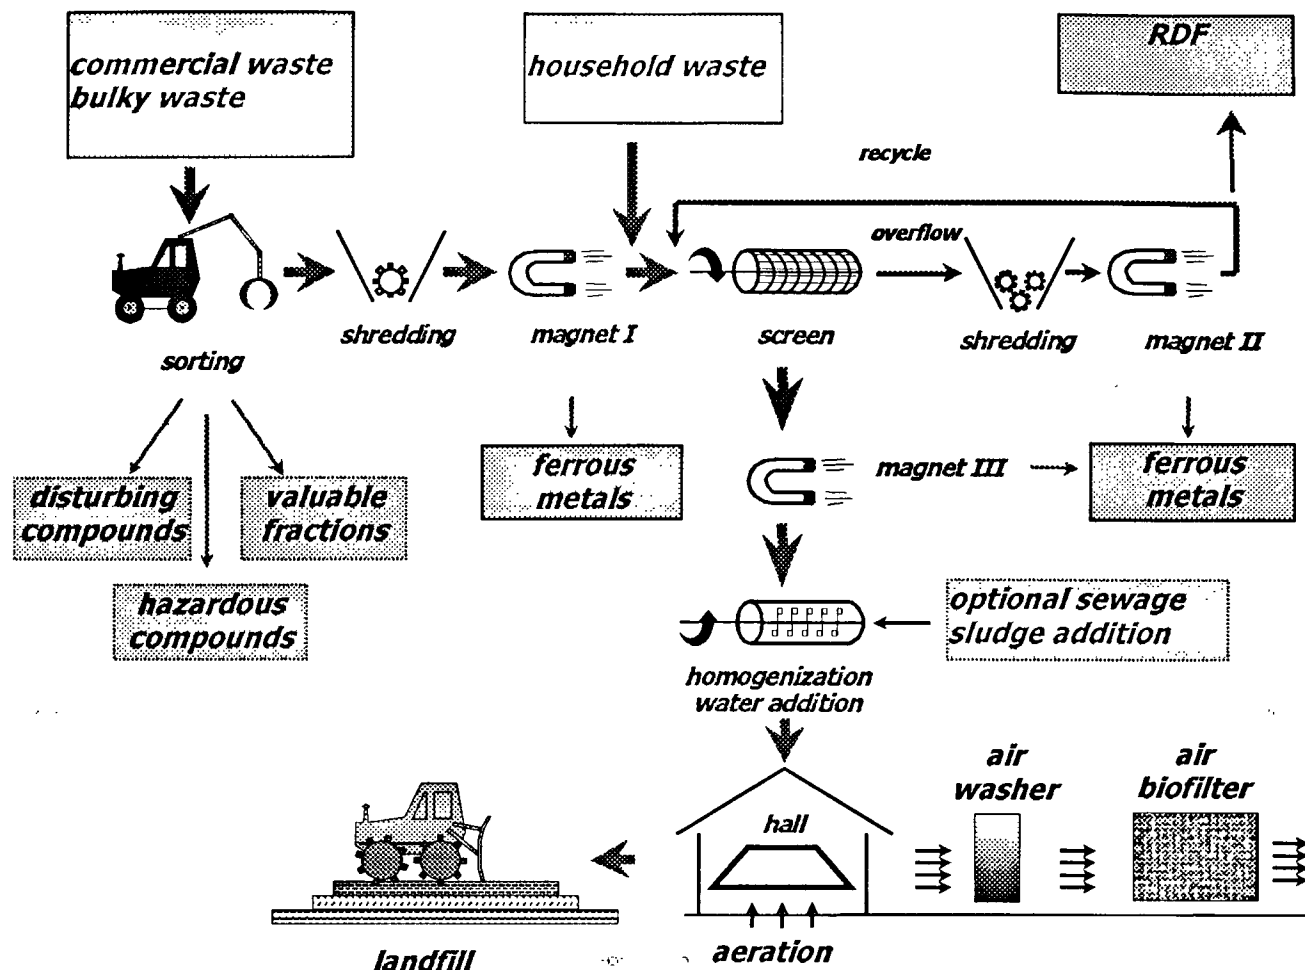 commercial waste
bulky waste
household waste
RDF
recycle
overflow
shredding
magnet I
screen
shredding
magnet II
sorting
ferrous
metals
magnet III
ferrous
metals
disturbing
compounds
valuable
fractions
hazardous
compounds
optional sewage
sludge addition
homogenization
water addition
air
washer
air
biofilter
hall
landfill
aeration